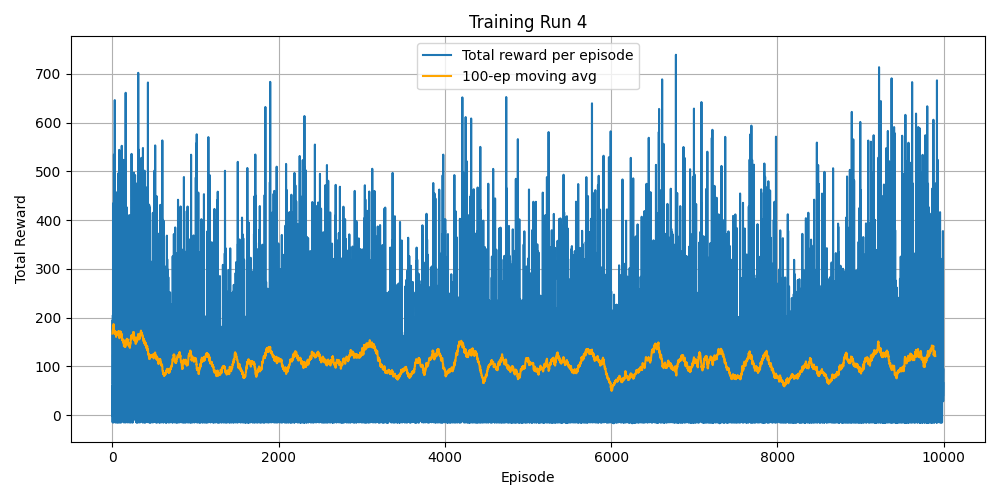 Training Run 4
Total reward per episode
100-ep moving avg
Total Reward
700
600
500
400
300
200
100
0
0 2000 4000 6000 8000 10000
Episode